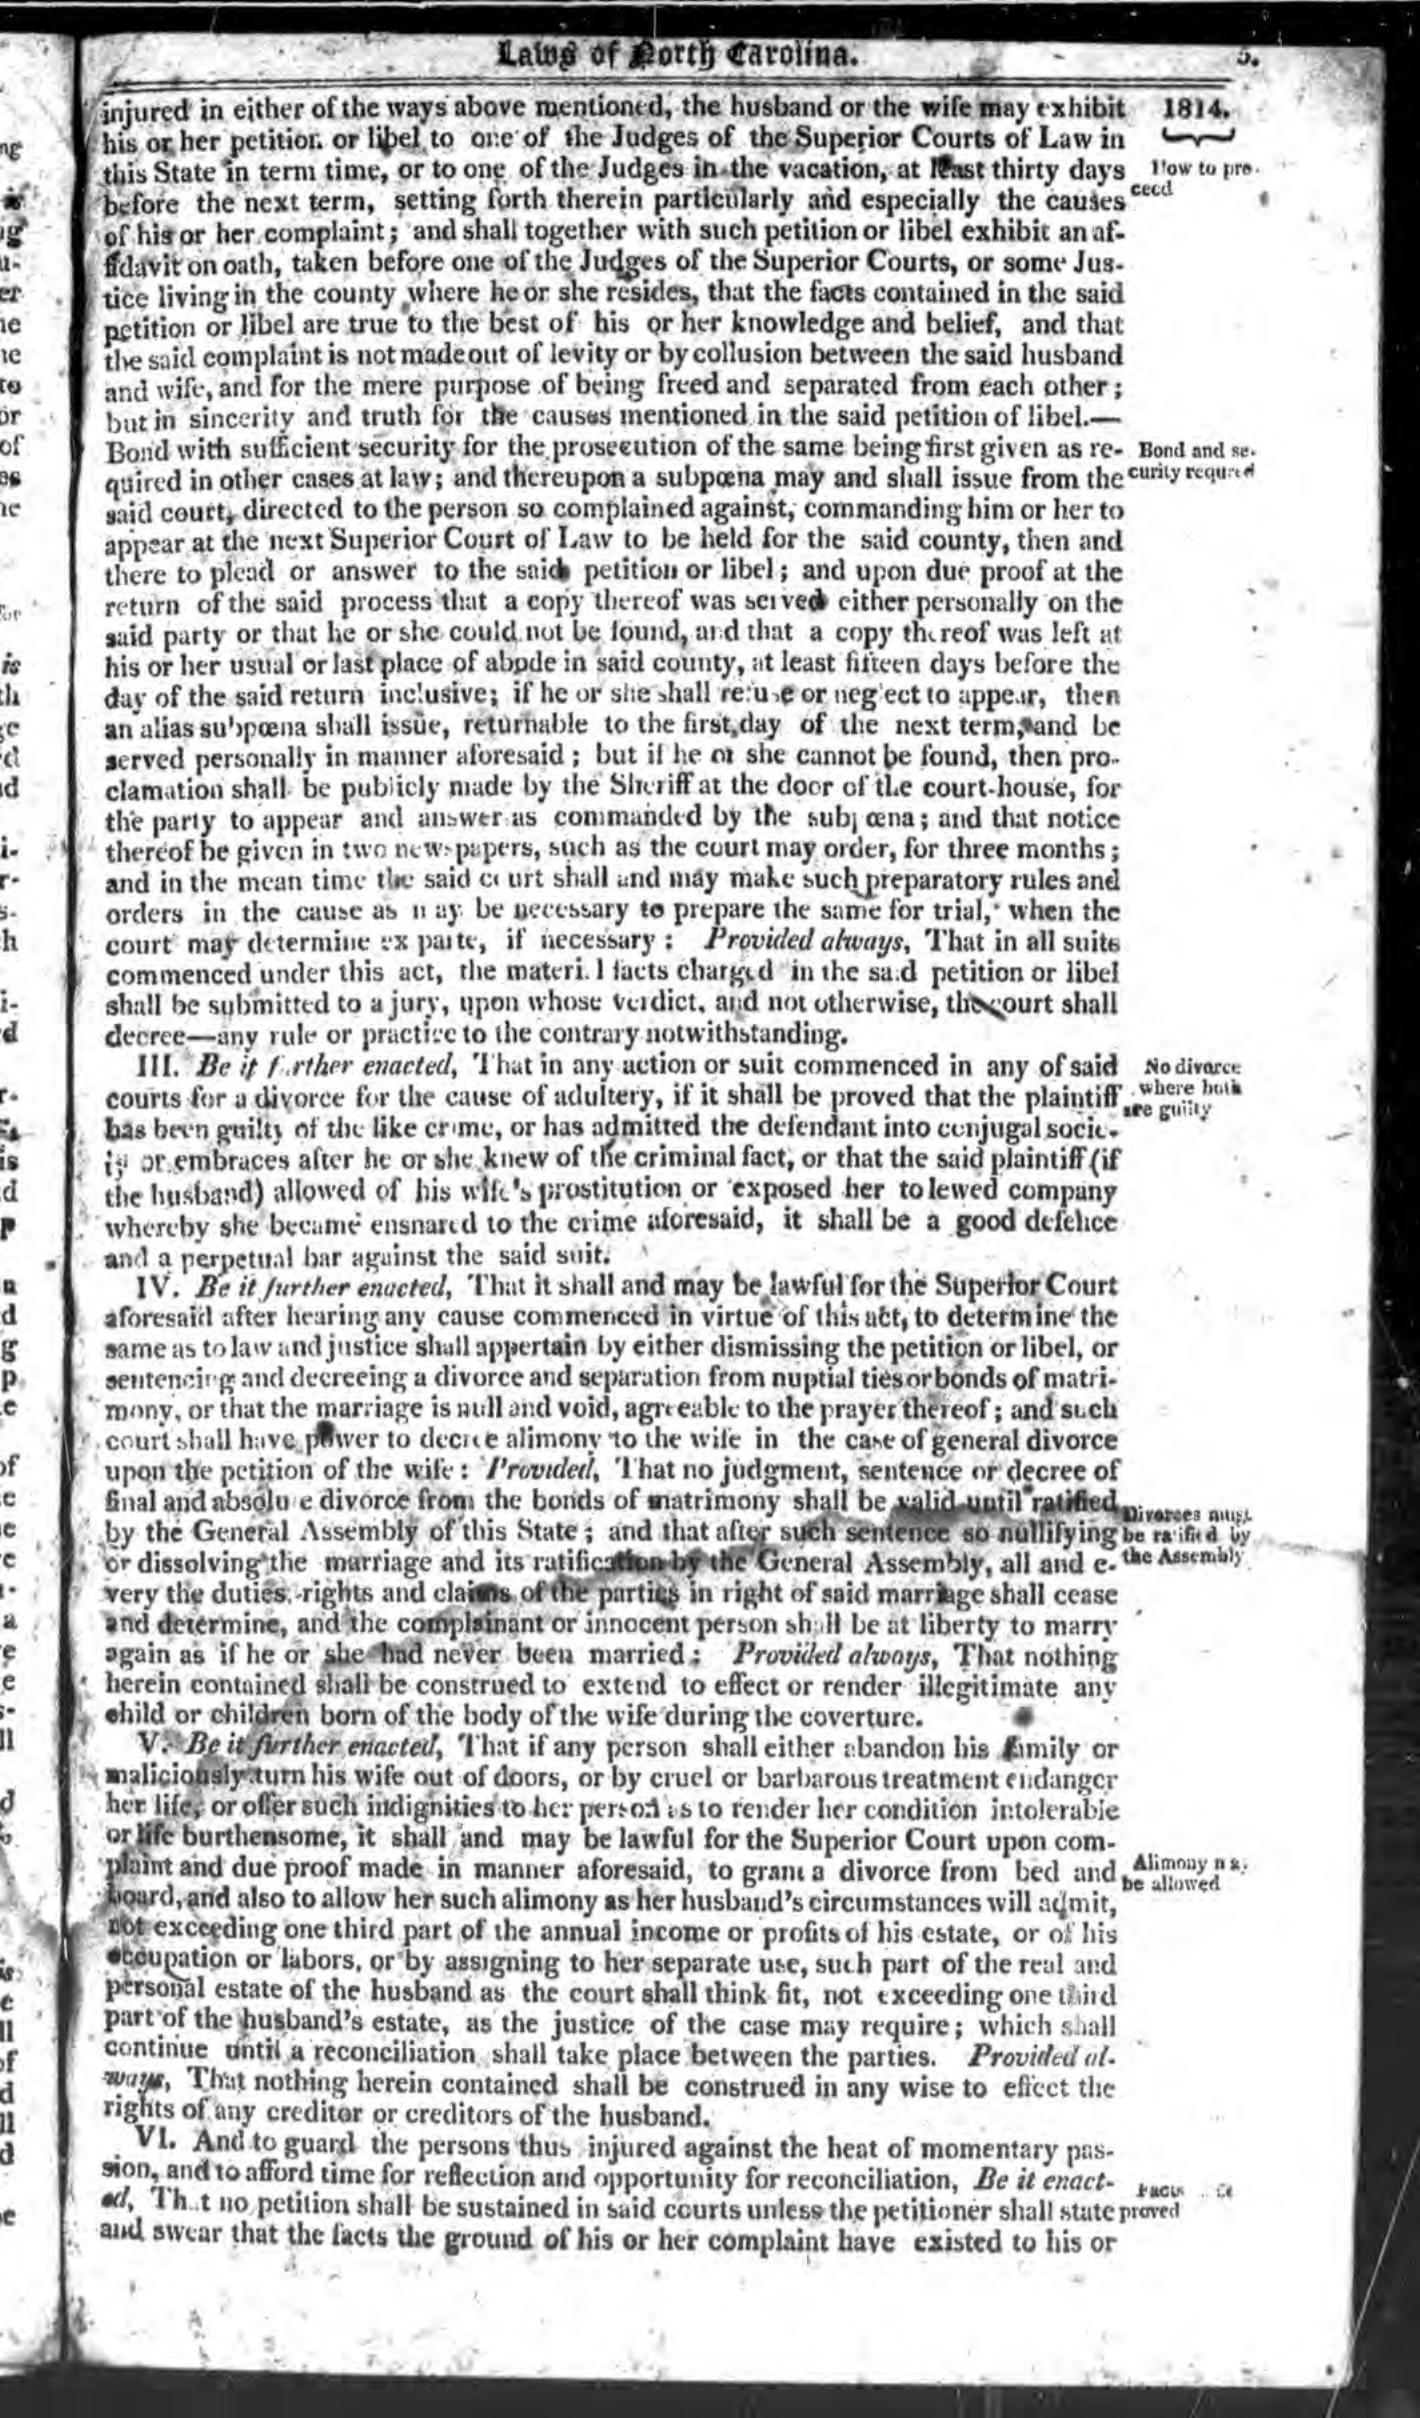 Laws of North Carolina. 5.
1814.
injured in either of the ways above mentioned, the husband or the wife may exhibit
his or her petition or libel to one of the Judges of the Superior Courts of Law in
this State in term time, or to one of the Judges in the vacation, at least thirty days
before the next term, setting forth therein particularly and especially the causes
of his or her complaint; and shall together with such petition or libel exhibit an af-
fidavit on oath, taken before one of the Judges of the Superior Courts, or some Jus-
tice living in the county where he or she resides, that the facts contained in the said
petition or libel are true to the best of his or her knowledge and belief, and that
the said complaint is not made out of levity or by collusion between the said husband
and wife, and for the mere purpose of being freed and separated from each other;
but in sincerity and truth for the causes mentioned in the said petition of libel.—
Bond with sufficient security for the prosecution of the same being first given as re-
quired in other cases at law; and thereupon a subpœna may and shall issue from the
said court, directed to the person so complained against, commanding him or her to
appear at the next Superior Court of Law to be held for the said county, then and
there to plead or answer to the said petition or libel; and upon due proof at the
return of the said process that a copy thereof was served either personally on the
said party or that he or she could not be found, and that a copy thereof was left at
his or her usual or last place of abode in said county, at least fifteen days before the
day of the said return inclusive; if he or she shall refuse or neglect to appear, then
an alias subpœna shall issue, returnable to the first day of the next term, and be
served personally in manner aforesaid; but if he or she cannot be found, then pro-
clamation shall be publicly made by the Sheriff at the door of the court-house, for
the party to appear and answer as commanded by the subpœna; and that notice
thereof be given in two newspapers, such as the court may order, for three months;
and in the mean time the said court shall and may make such preparatory rules and
orders in the cause as may be necessary to prepare the same for trial, when the
court may determine ex parte, if necessary: Provided always, That in all suits
commenced under this act, the material facts charged in the said petition or libel
shall be submitted to a jury, upon whose verdict, and not otherwise, the court shall
decree—any rule or practice to the contrary notwithstanding.
III. Be it further enacted, That in any action or suit commenced in any of said
courts for a divorce for the cause of adultery, if it shall be proved that the plaintiff
has been guilty of the like crime, or has admitted the defendant into conjugal socie-
ty or embraces after he or she knew of the criminal fact, or that the said plaintiff (if
the husband) allowed of his wife's prostitution or exposed her to lewed company
whereby she became ensnared to the crime aforesaid, it shall be a good defence
and a perpetual bar against the said suit.
IV. Be it further enacted, That it shall and may be lawful for the Superior Court
aforesaid after hearing any cause commenced in virtue of this act, to determine the
same as to law and justice shall appertain by either dismissing the petition or libel, or
sentencing and decreeing a divorce and separation from nuptial ties or bonds of matri-
mony, or that the marriage is null and void, agreeable to the prayer thereof; and such
court shall have power to decree alimony to the wife in the case of general divorce
upon the petition of the wife: Provided, That no judgment, sentence or decree of
final and absolute divorce from the bonds of matrimony shall be valid until ratified
by the General Assembly of this State; and that after such sentence so nullifying
or dissolving the marriage and its ratification by the General Assembly, all and e-
very the duties, rights and claims of the parties in right of said marriage shall cease
and determine, and the complainant or innocent person shall be at liberty to marry
again as if he or she had never been married: Provided always, That nothing
herein contained shall be construed to extend to effect or render illegitimate any
child or children born of the body of the wife during the coverture.
V. Be it further enacted, That if any person shall either abandon his family or
maliciously turn his wife out of doors, or by cruel or barbarous treatment endanger
her life, or offer such indignities to her person as to render her condition intolerable
or life burthensome, it shall and may be lawful for the Superior Court upon com-
plaint and due proof made in manner aforesaid, to grant a divorce from bed and
board, and also to allow her such alimony as her husband's circumstances will admit,
not exceeding one third part of the annual income or profits of his estate, or of his
occupation or labors, or by assigning to her separate use, such part of the real and
personal estate of the husband as the court shall think fit, not exceeding one third
part of the husband's estate, as the justice of the case may require; which shall
continue until a reconciliation shall take place between the parties. Provided al-
ways, That nothing herein contained shall be construed in any wise to effect the
rights of any creditor or creditors of the husband.
VI. And to guard the persons thus injured against the heat of momentary pas-
sion, and to afford time for reflection and opportunity for reconciliation, Be it enact-
ed, That no petition shall be sustained in said courts unless the petitioner shall state
and swear that the facts the ground of his or her complaint have existed to his or
How to pro-
ceed
Bond and se-
curity required
No divorce
where both
are guilty
Divorces must
be ratified by
the Assembly
Alimony may
be allowed
Facts
proved